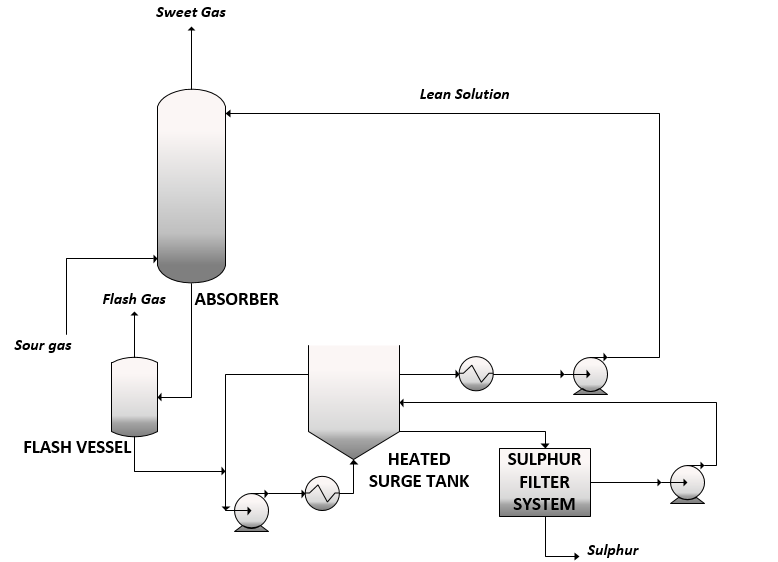 Sweet Gas
Lean Solution
ABSORBER
Flash Gas
Sour gas
FLASH VESSEL
HEATED
SURGE TANK
SULPHUR
FILTER
SYSTEM
Sulphur